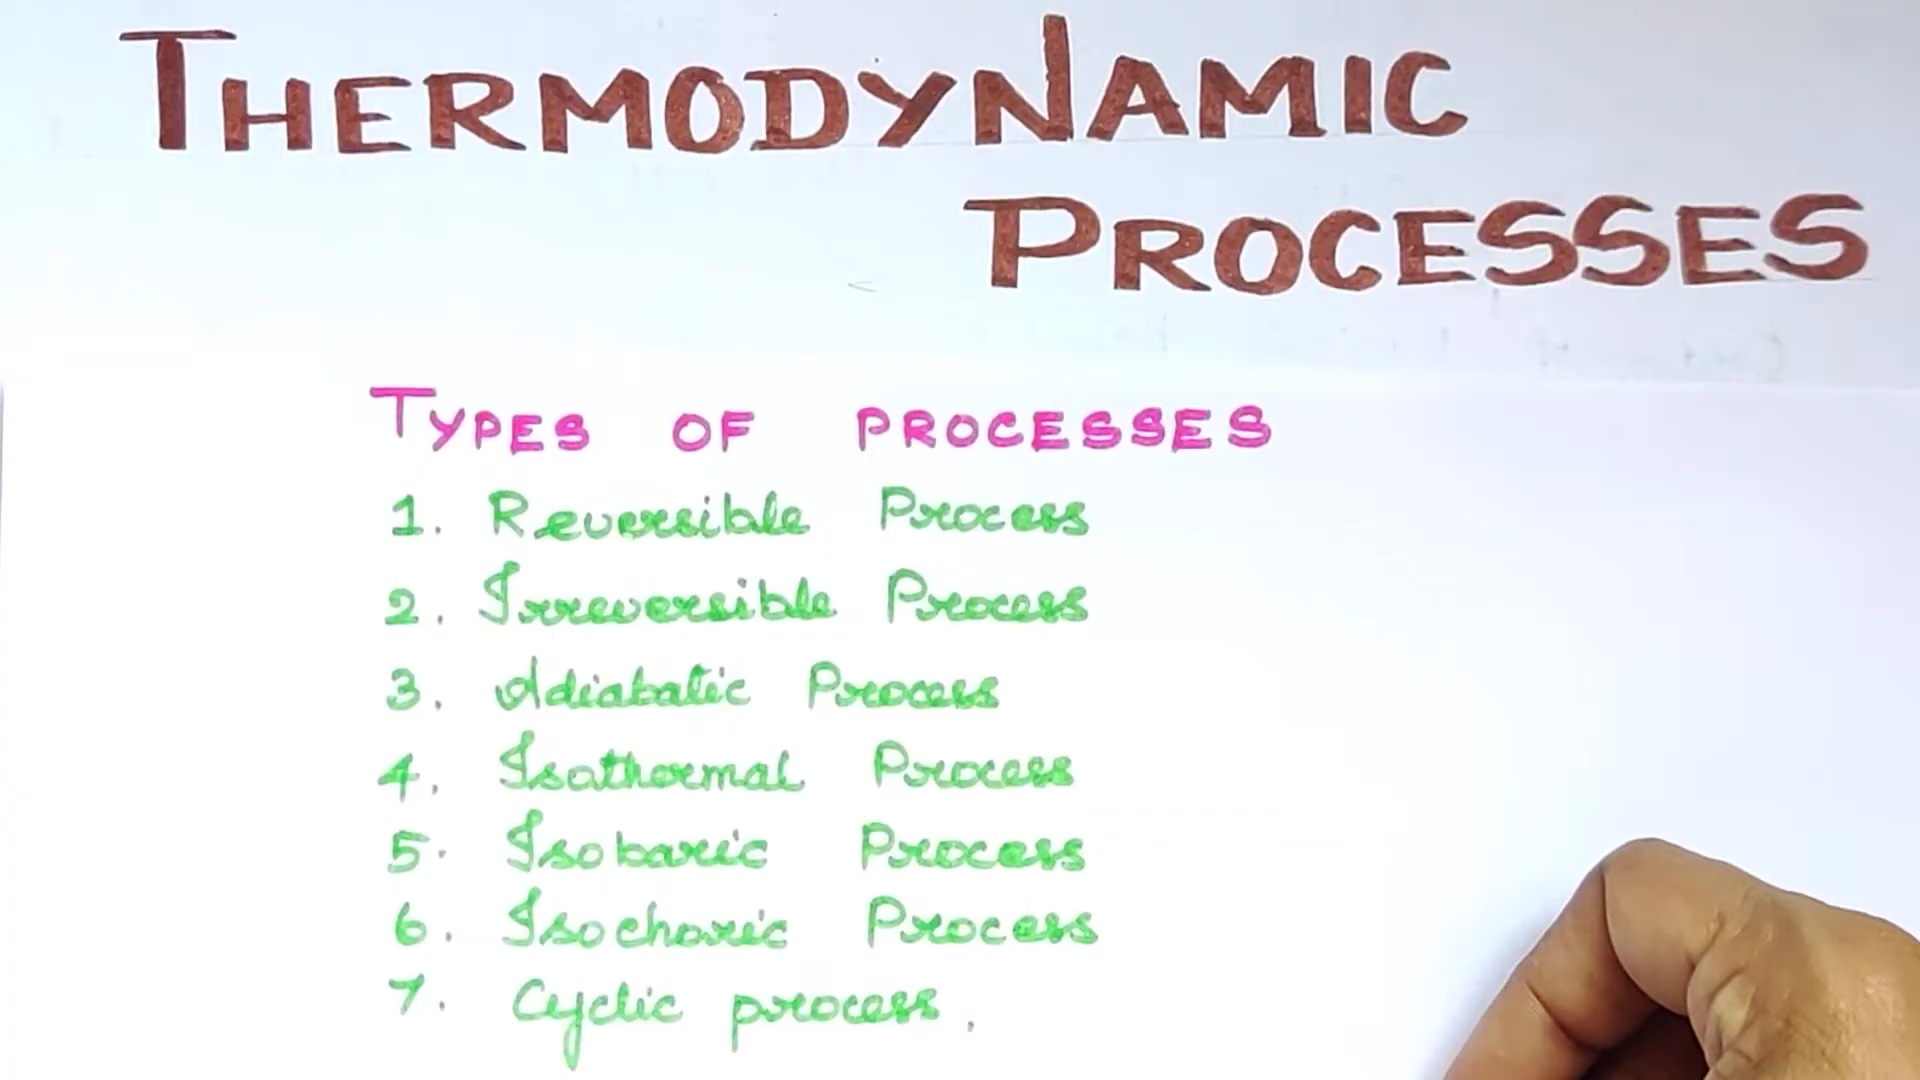 THERMODYNAMIC
PROCESSES
TYPES OF PROCESSES
1. Reversible Process
2. Irreversible Process
3. Adiabatic Process
4. Isothermal Process
5. Isobaric Process
6. Isochoric Process
7. Cyclic process.